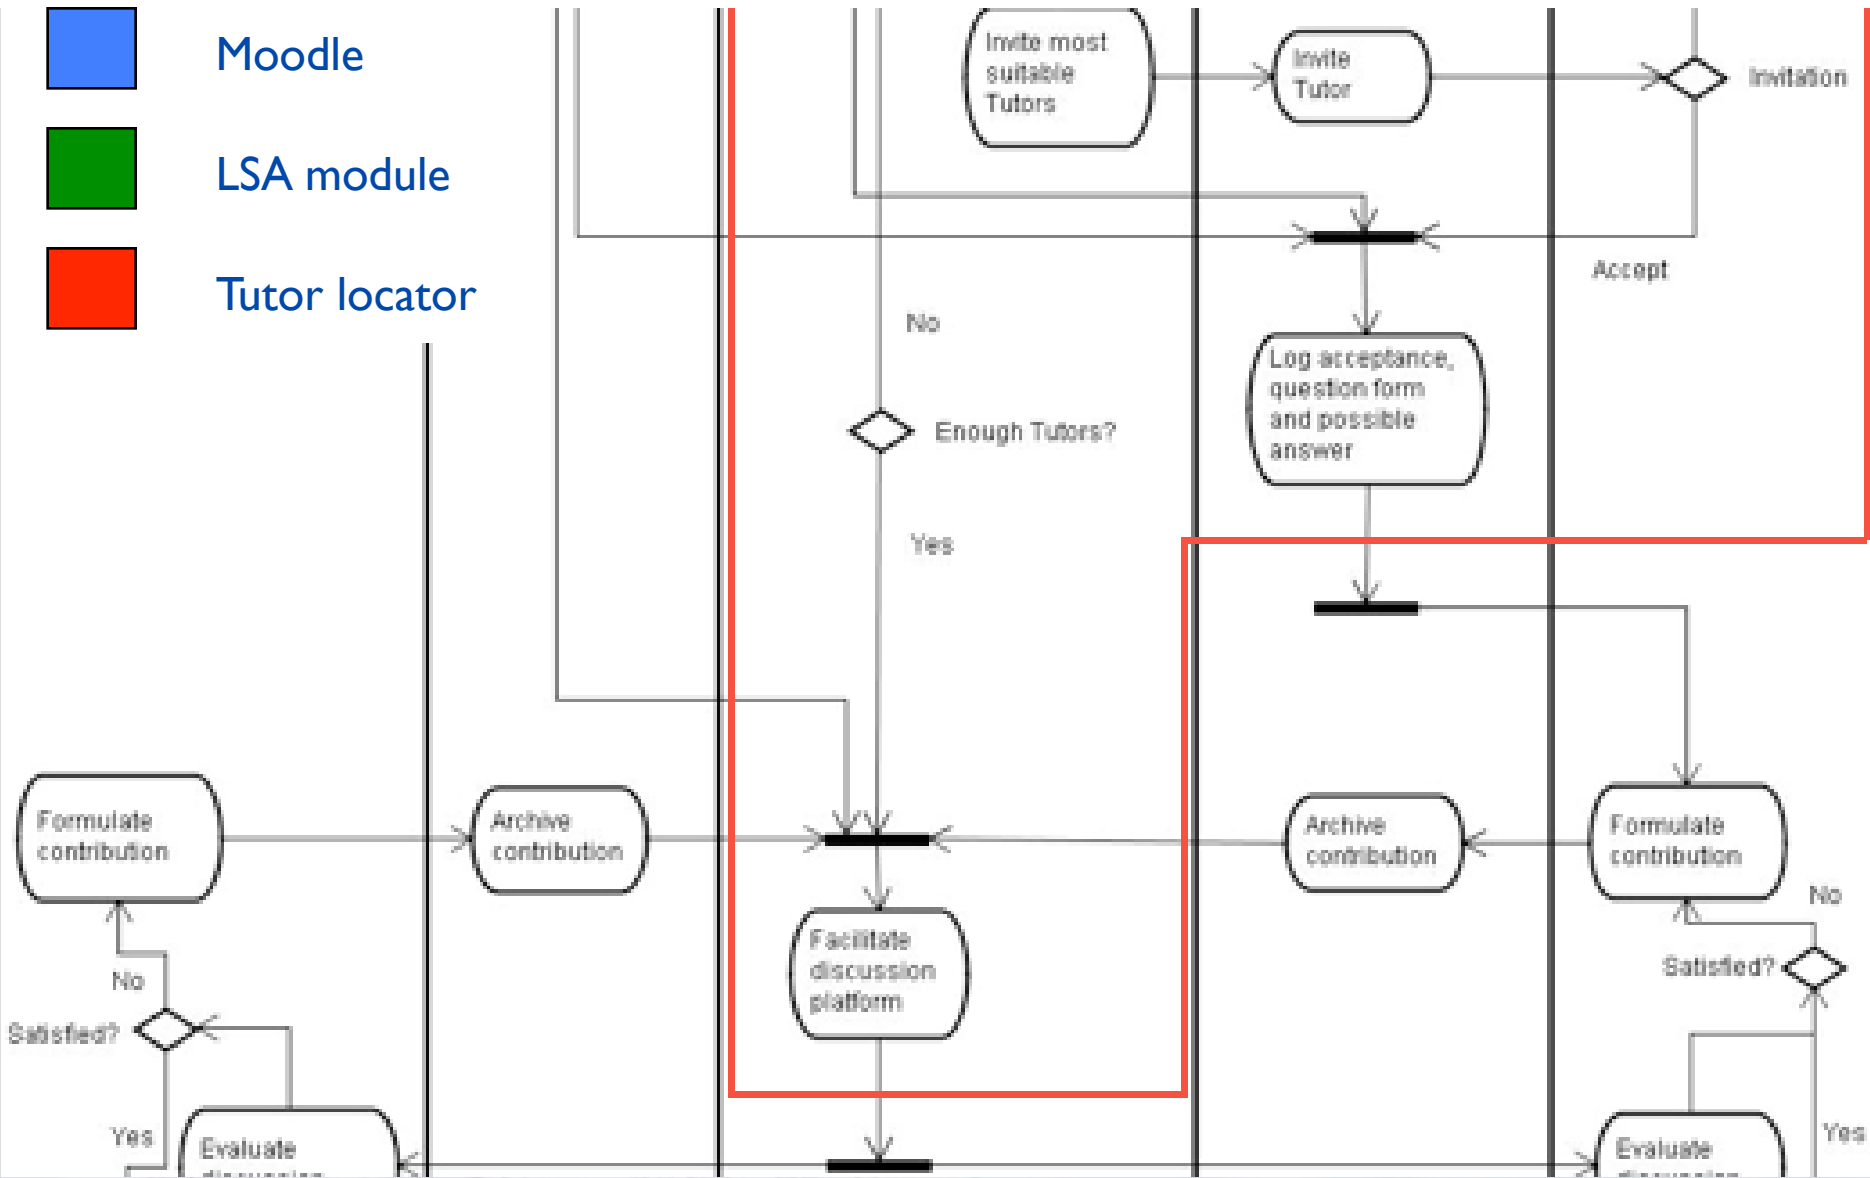 Moodle
LSA module
Tutor locator
Invite most
suitable
Tutors
Invite
Tutor
Invitation
Accept
No
Log acceptance,
question form
and possible
answer
Enough Tutors?
Yes
Formulate
contribution
Archive
contribution
Archive
contribution
Formulate
contribution
No
Facilitate
discussion
platform
Satisfied?
No
Satisfied?
Yes
Evaluate
discussion
Evaluate
discussion
Yes